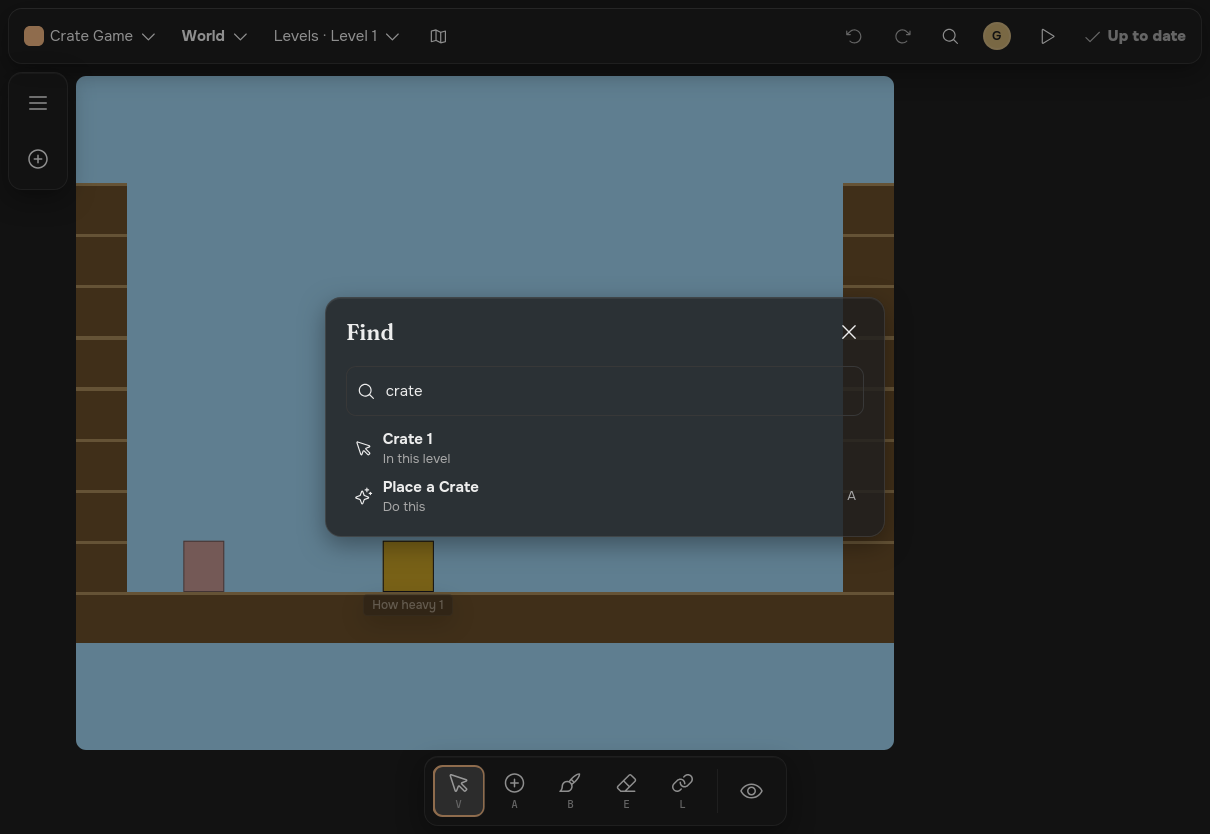 Crate Game
World
Levels · Level 1
G
Up to date
Find
crate
Crate 1
In this level
Place a Crate
Do this
A
How heavy 1
V
A
B
E
L